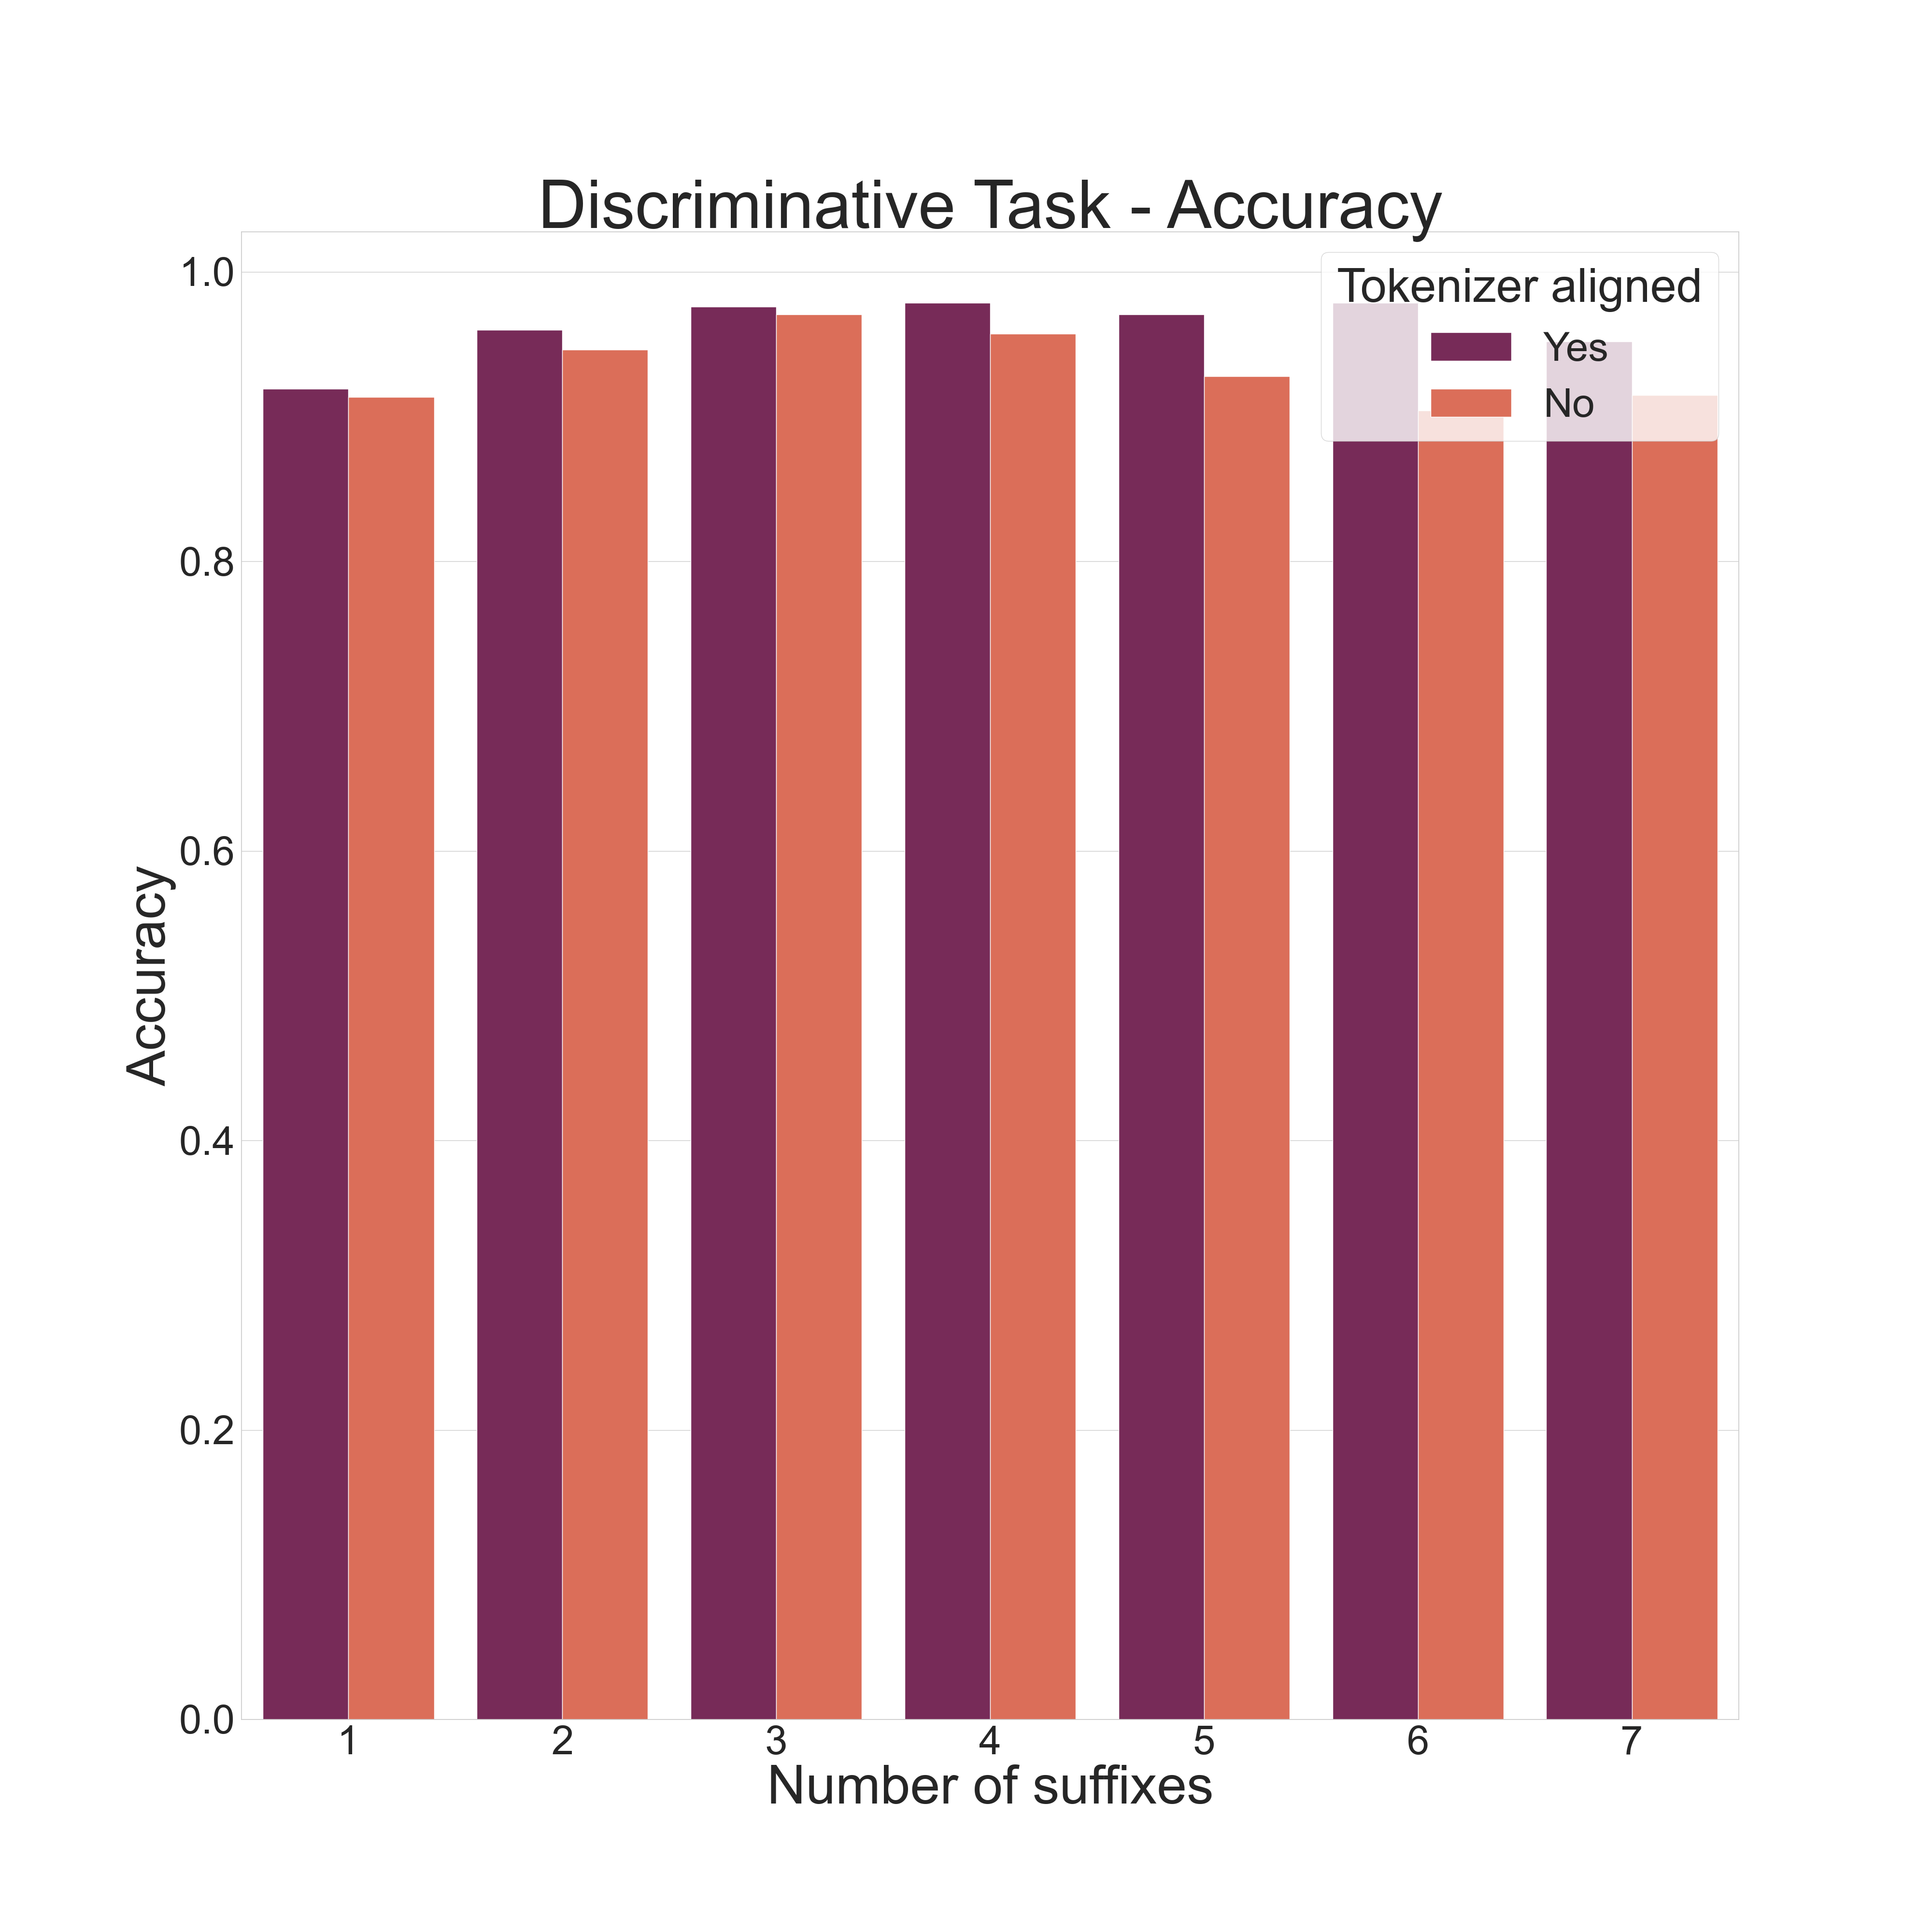 Discriminative Task - Accuracy
Tokenizer aligned
Yes
No
1.0
0.8
0.6
0.4
0.2
0.0
Accuracy
1 2 3 4 5 6 7
Number of suffixes